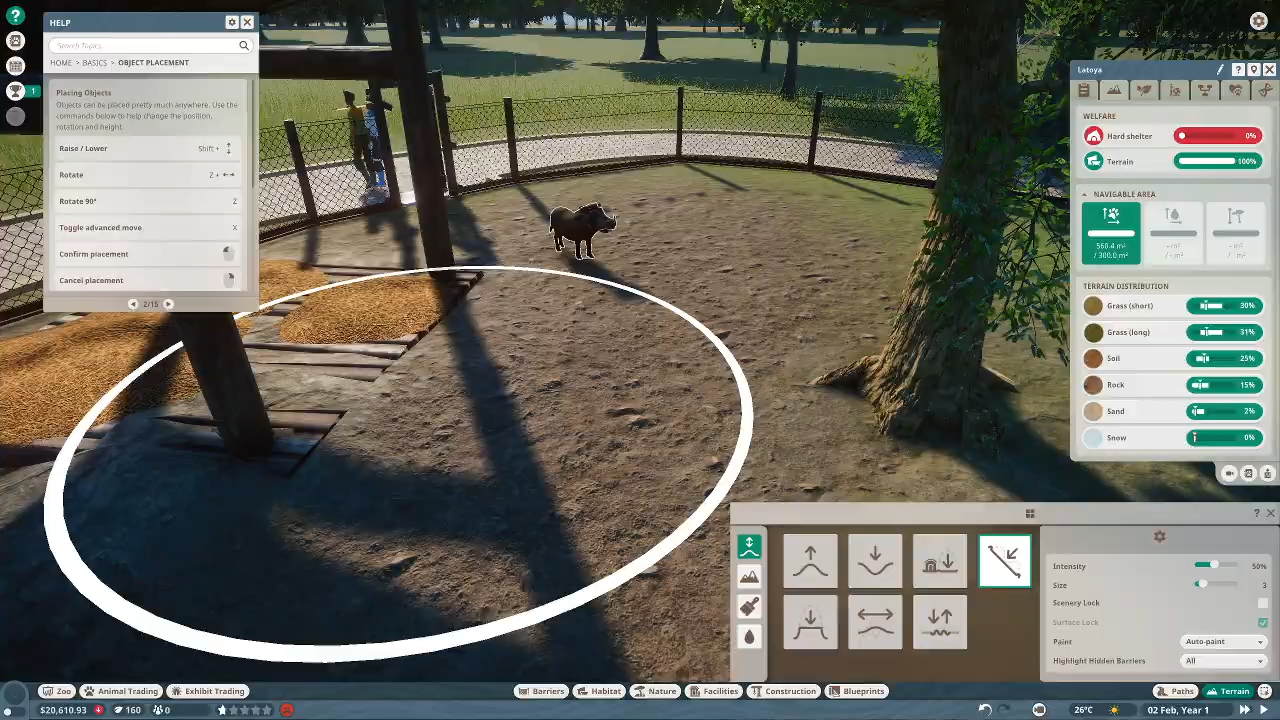 HELP
Search Topics
HOME > BASICS > OBJECT PLACEMENT
Placing Objects
Objects can be placed pretty much anywhere. Use the
commands below to help change the position,
rotation and height.
Raise / Lower Shift +
Rotate Z +
Rotate 90° Z
Toggle advanced move X
Confirm placement
Cancel placement
2/15
1
Latoya
?
WELFARE
Hard shelter 0%
Terrain 100%
NAVIGABLE AREA
560.4 m²
/ 300.0 m²
- m²
/ - m²
- m²
/ - m²
TERRAIN DISTRIBUTION
Grass (short) 30%
Grass (long) 31%
Soil 25%
Rock 15%
Sand 2%
Snow 0%
?
Intensity 50%
Size 3
Scenery Lock
Surface Lock
Paint Auto-paint
Highlight Hidden Barriers All
Zoo Animal Trading Exhibit Trading Barriers Habitat Nature Facilities Construction Blueprints Paths Terrain
$20,610.93 160 0 26°C 02 Feb, Year 1